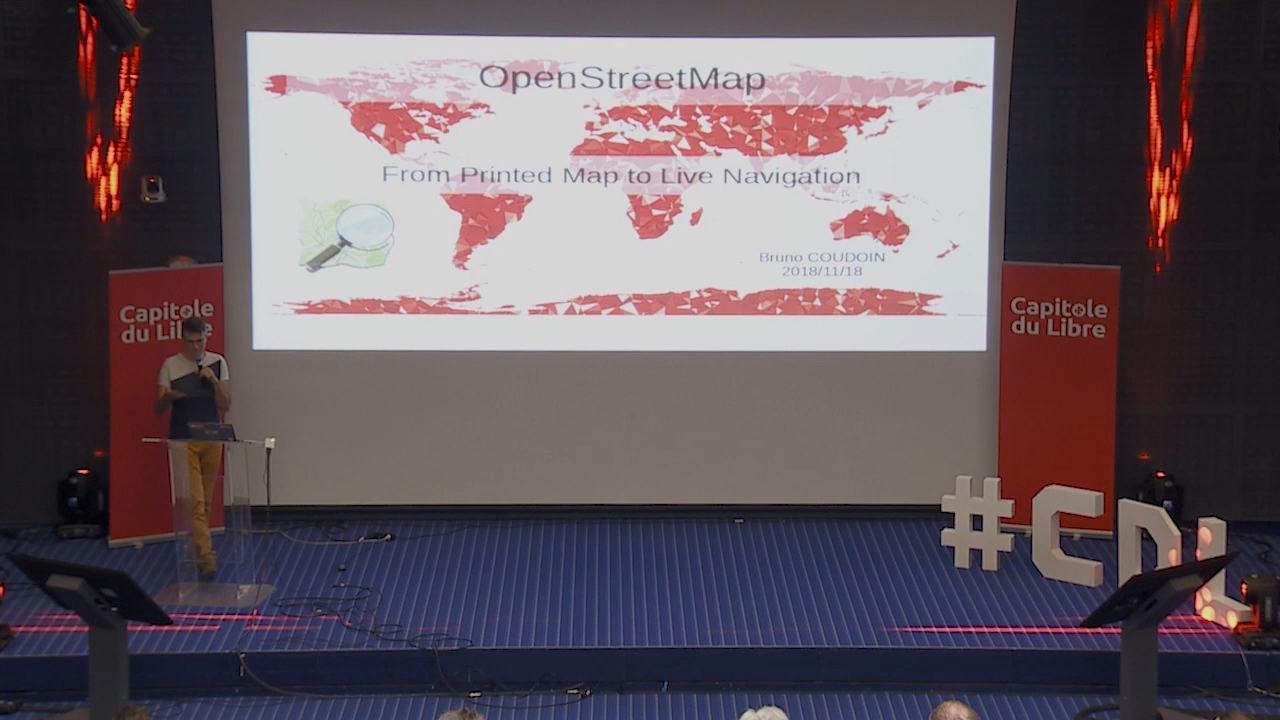 OpenStreetMap
From Printed Map to Live Navigation
Bruno COUDOIN
2018/11/18
Capitole
du Libre
Capitole
du Libre
#CDL